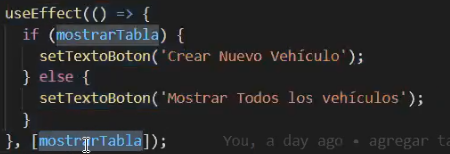 useEffect(() => {
if (mostrarTabla) {
setTextoBoton('Crear Nuevo Vehículo');
} else {
setTextoBoton('Mostrar Todos los vehículos');
}
}, [mostrarTabla]); You, a day ago • agregar ta